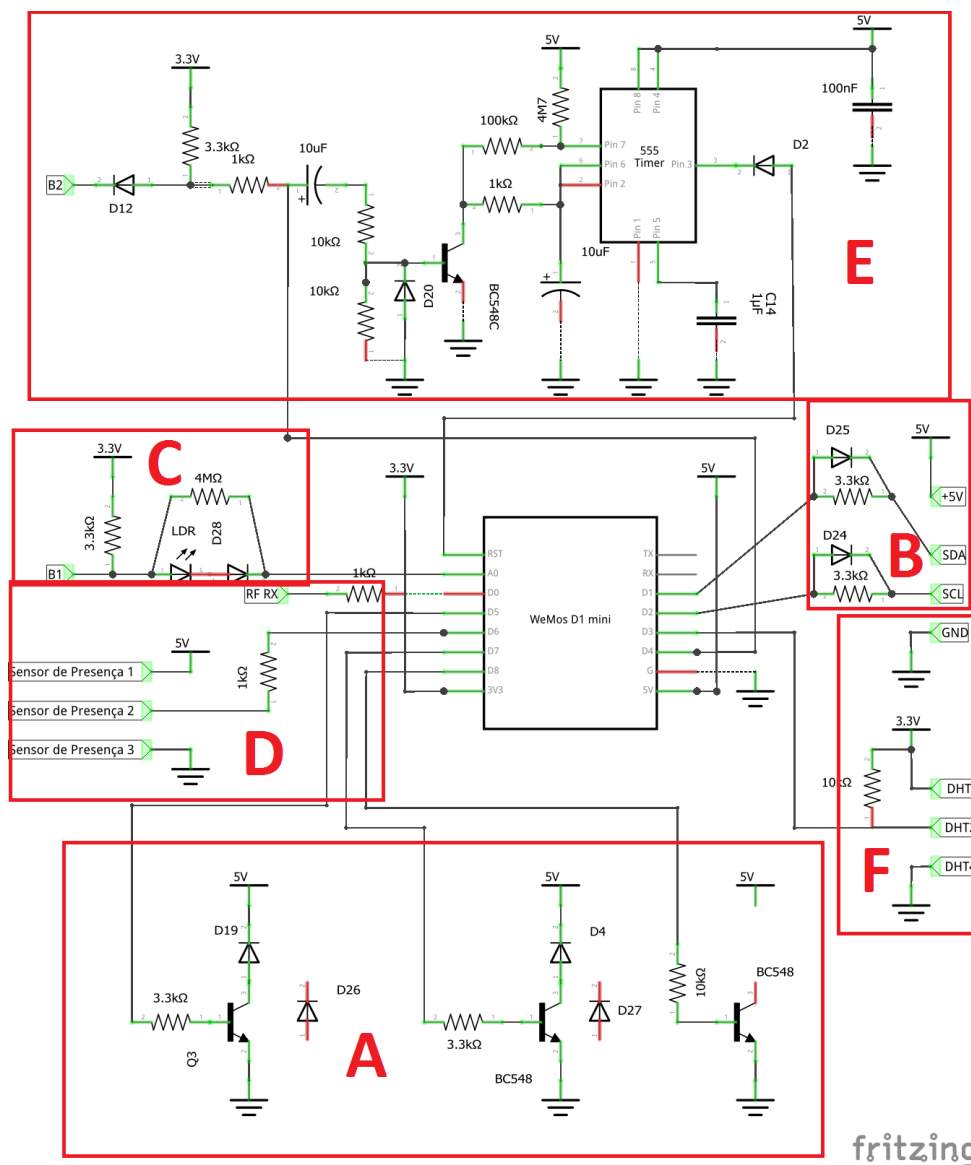 5V
3.3V
5V
100nF
3.3kΩ
1kΩ
10uF
100kΩ
4M7
Pin 8
Pin 4
Pin 7
Pin 6
Pin 2
555
Timer
Pin 3
D2
B2
D12
10kΩ
10kΩ
D20
BC548C
1kΩ
10uF
Pin 1
Pin 5
C14
1µF
E
C
3.3V
4MΩ
3.3kΩ
LDR
D28
B1
3.3V
5V
D25
5V
3.3kΩ
+5V
D24
3.3kΩ
B
SDA
SCL
RF RX
1kΩ
RST
A0
D0
D5
D6
D7
D8
3V3
WeMos D1 mini
TX
RX
D1
D2
D3
D4
G
5V
5V
Sensor de Presença 1
1kΩ
Sensor de Presença 2
Sensor de Presença 3
D
GND
3.3V
10kΩ
DHT
DHT
DHT
F
5V
5V
5V
D19
D4
D26
D27
3.3kΩ
3.3kΩ
10kΩ
BC548
Q3
BC548
A
fritzing